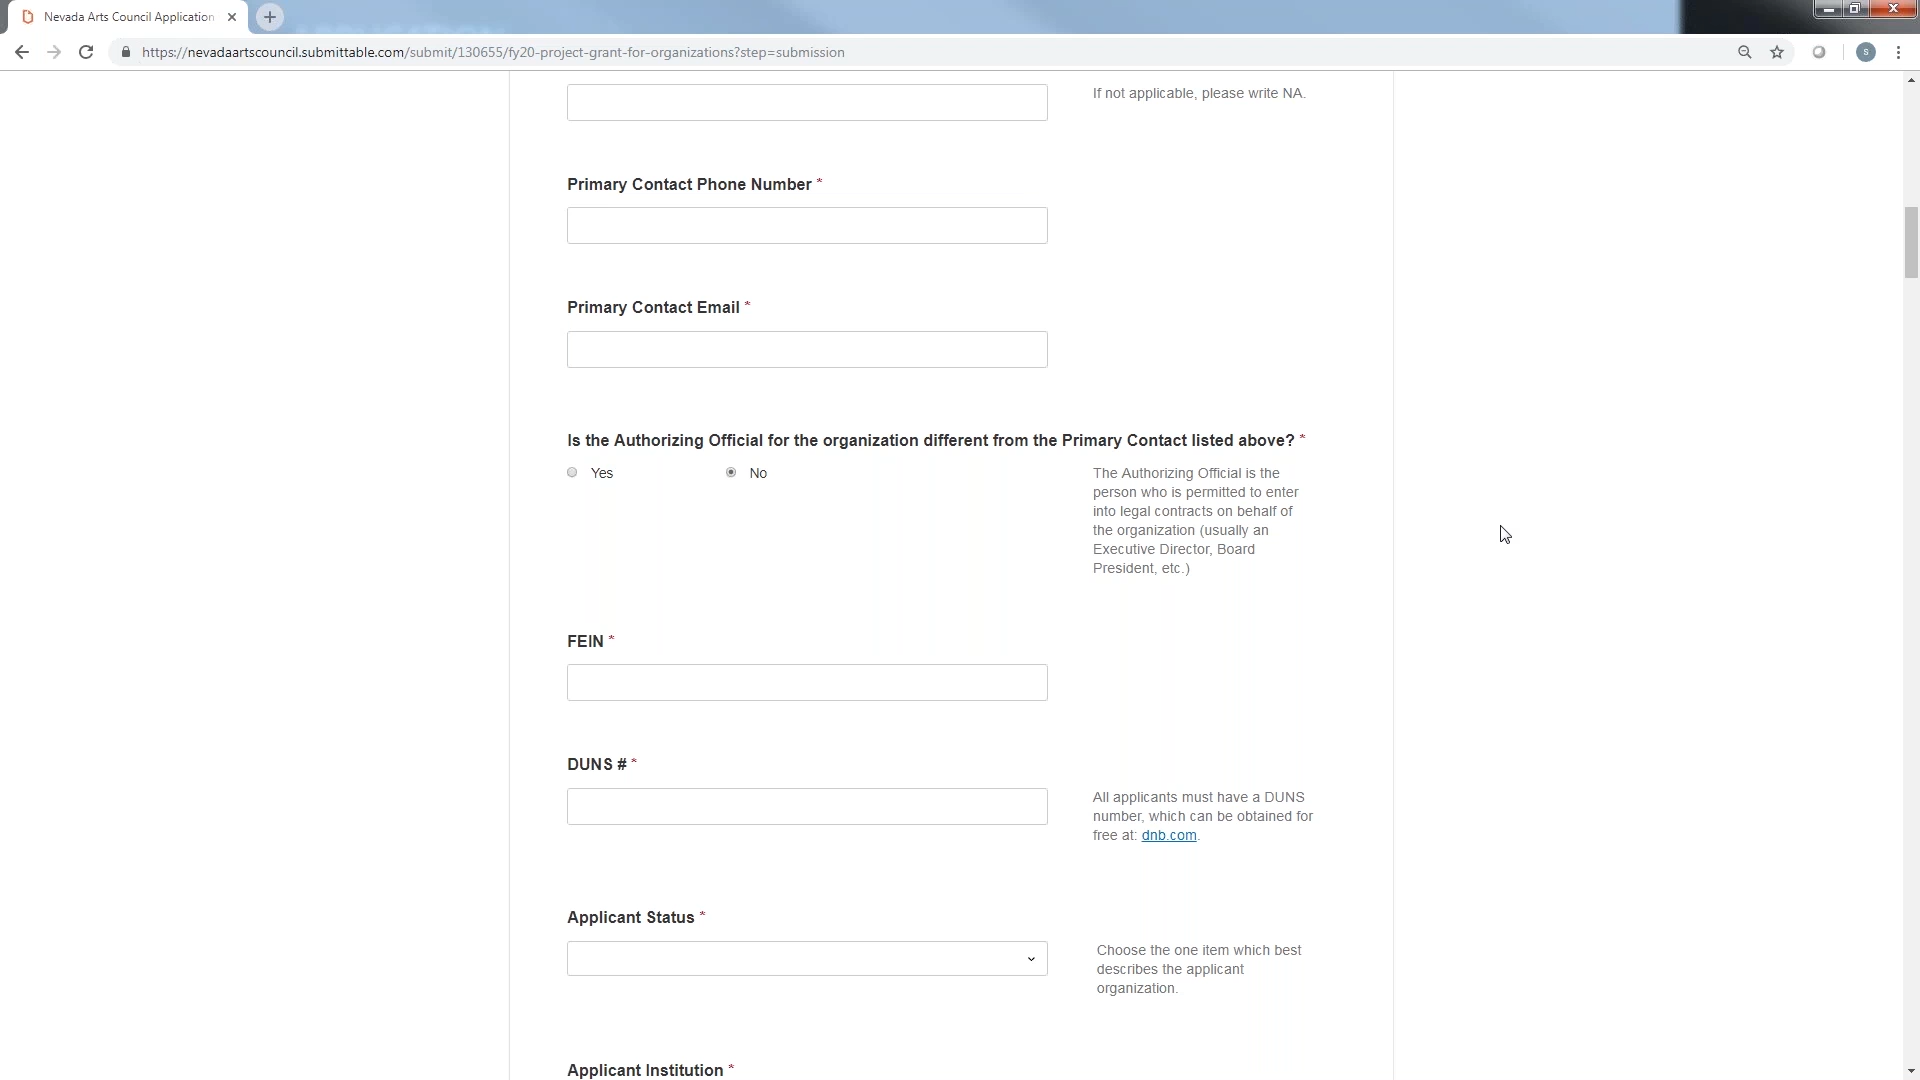 Nevada Arts Council Application
https://nevadaartscouncil.submittable.com/submit/130655/fy20-project-grant-for-organizations?step=submission
S
If not applicable, please write NA.
Primary Contact Phone Number *
Primary Contact Email *
Is the Authorizing Official for the organization different from the Primary Contact listed above? *
Yes
No
The Authorizing Official is the
person who is permitted to enter
into legal contracts on behalf of
the organization (usually an
Executive Director, Board
President, etc.)
FEIN *
DUNS # *
All applicants must have a DUNS
number, which can be obtained for
free at: dnb.com.
Applicant Status *
Choose the one item which best
describes the applicant
organization.
Applicant Institution *